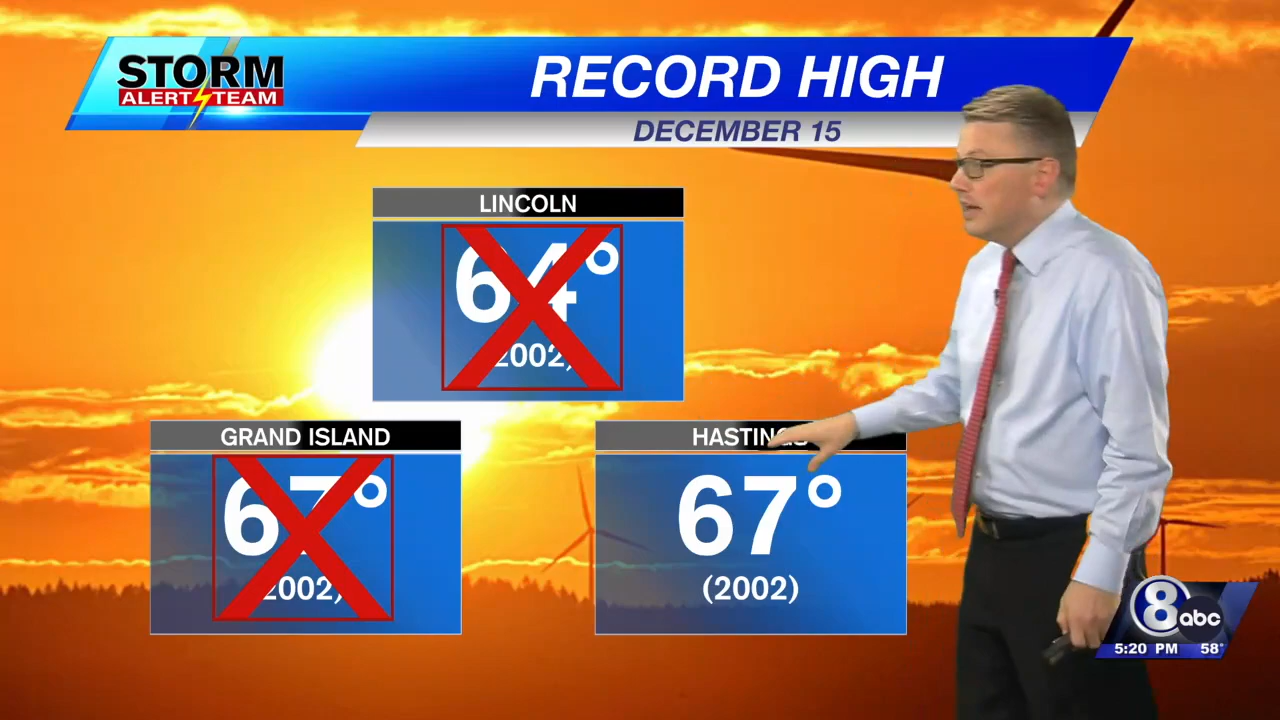 STORM
ALERT TEAM
RECORD HIGH
DECEMBER 15
LINCOLN
64°
(2002)
GRAND ISLAND
67°
(2002)
HASTINGS
67°
(2002)
8 abc
5:20 PM 58°